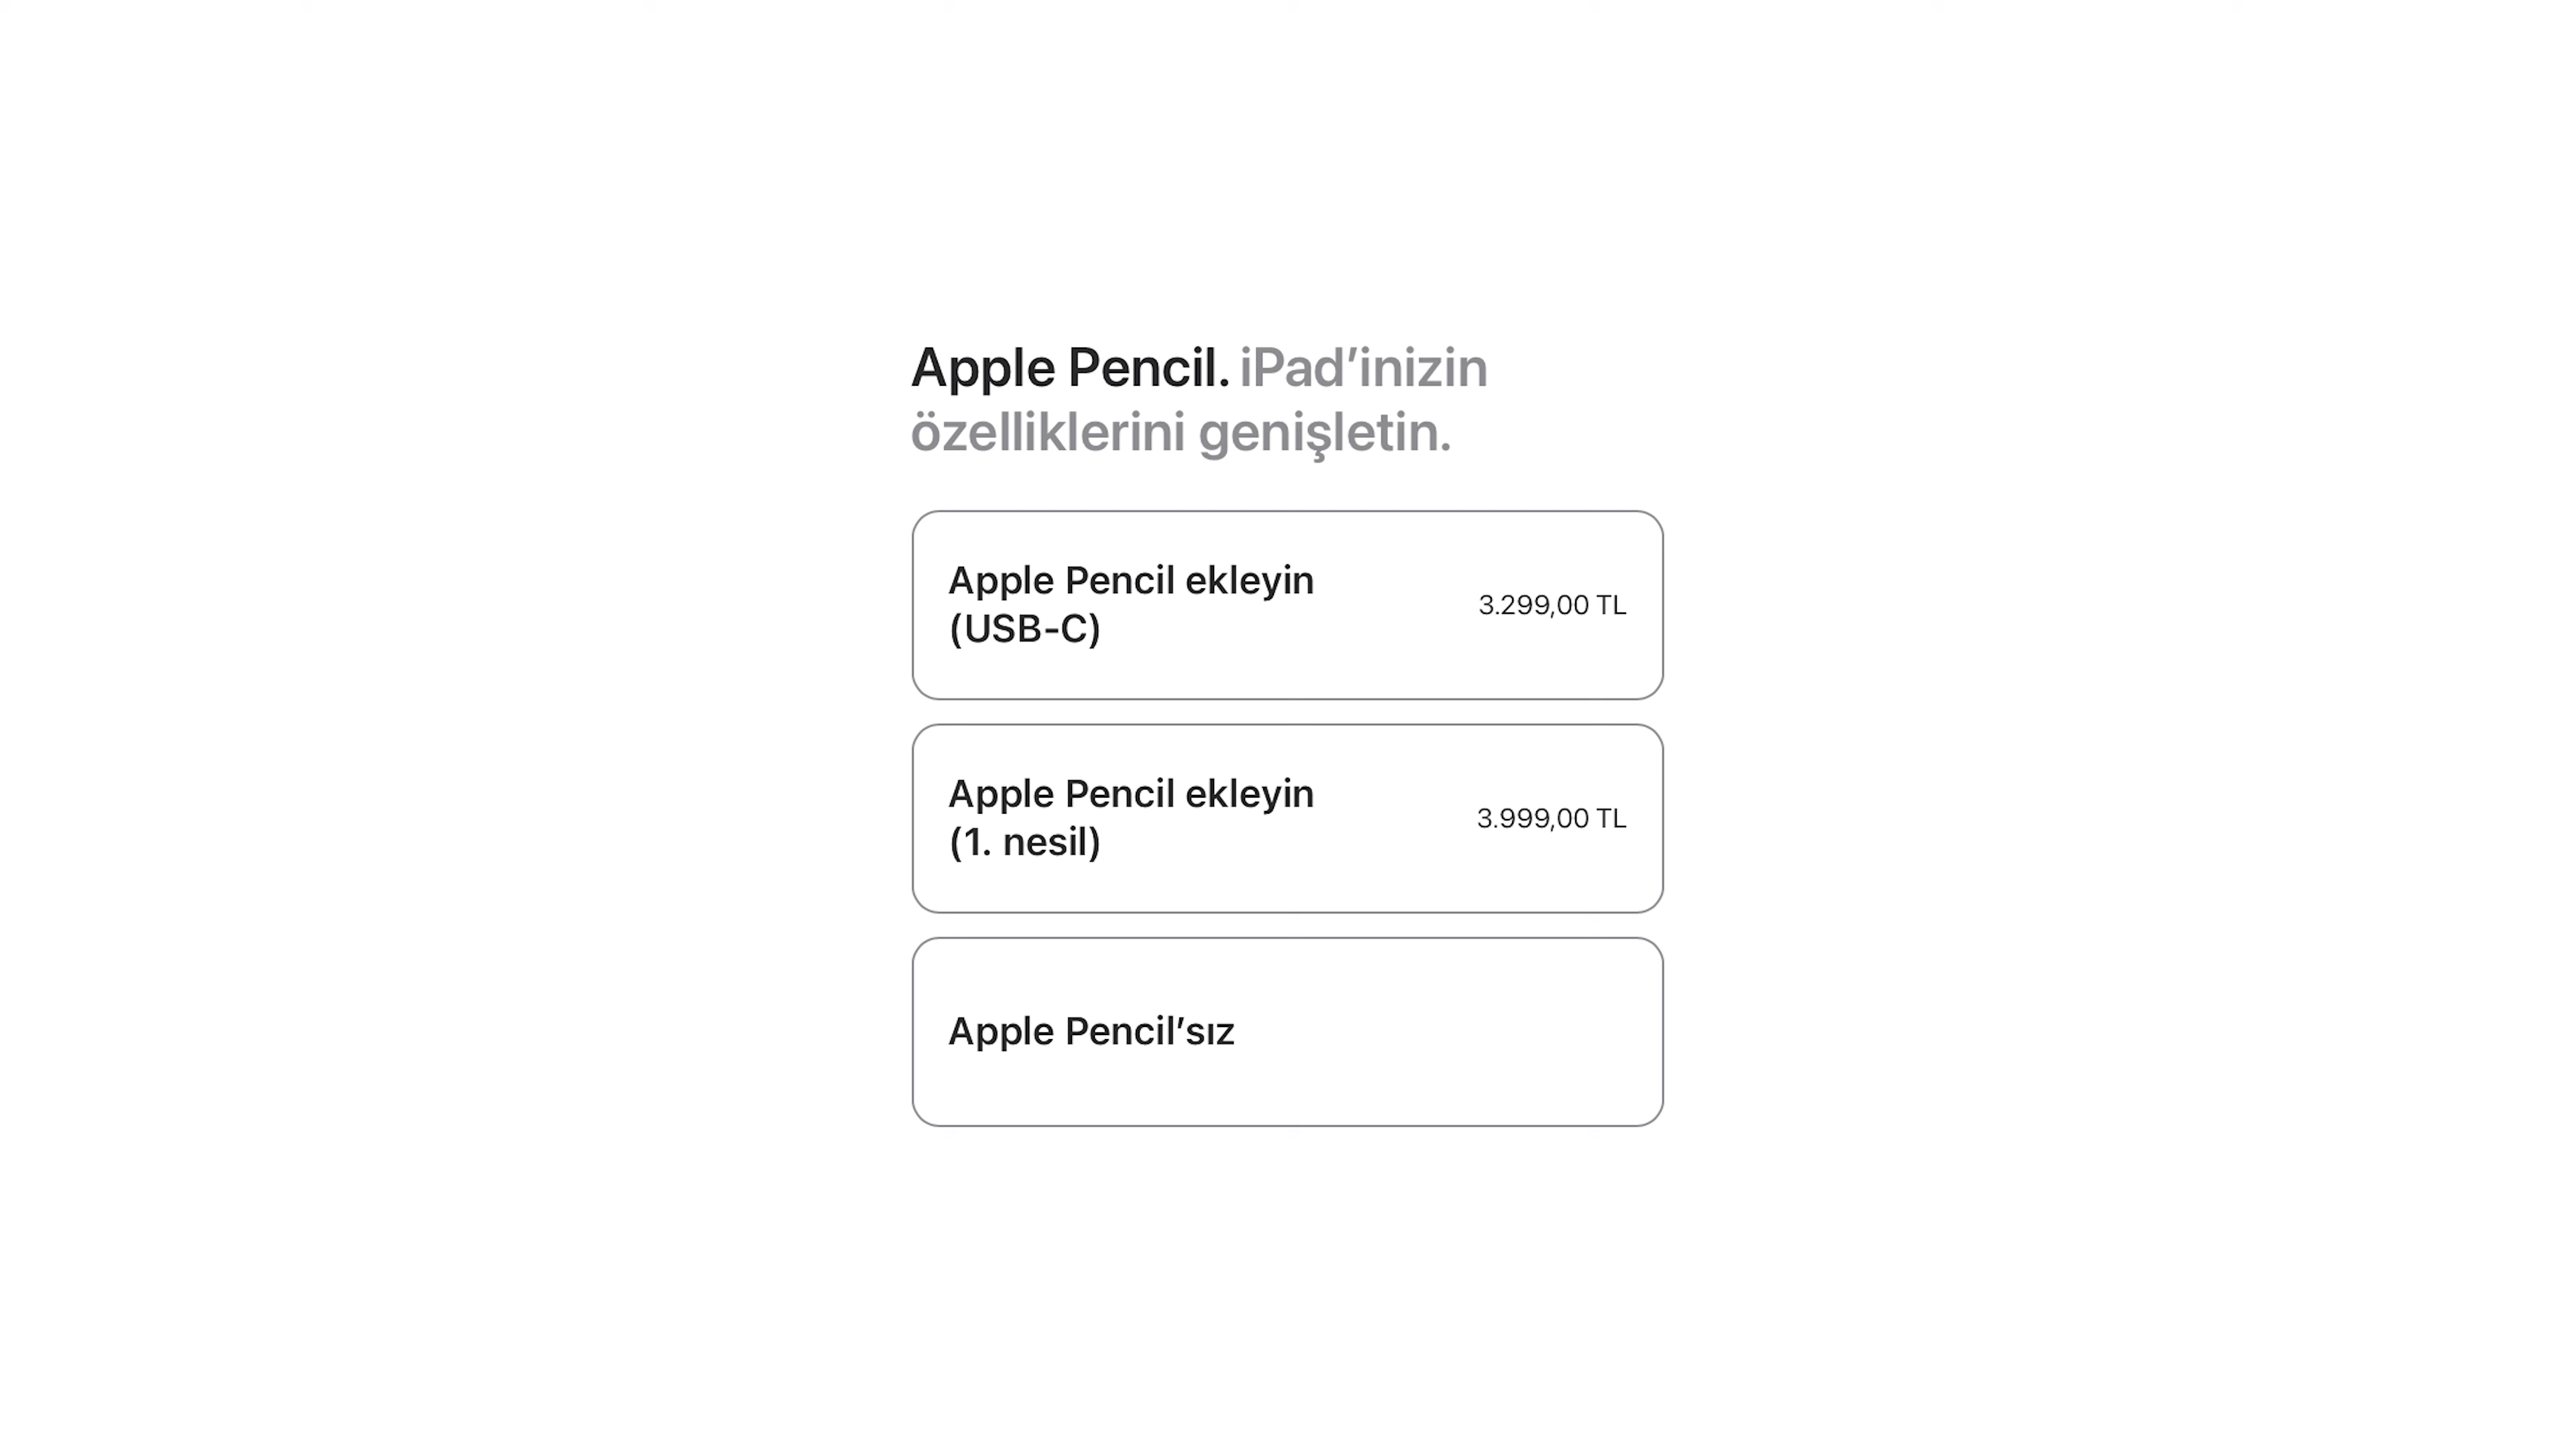 Apple Pencil. iPad’inizin
özelliklerini genişletin.
Apple Pencil ekleyin
(USB-C)
3.299,00 TL
Apple Pencil ekleyin
(1. nesil)
3.999,00 TL
Apple Pencil’sız